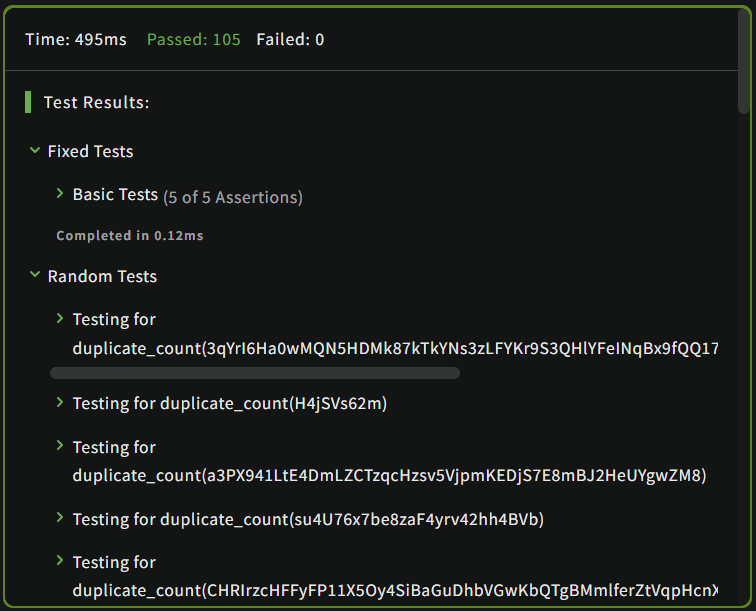 Time: 495ms Passed: 105 Failed: 0
Test Results:
Fixed Tests
Basic Tests (5 of 5 Assertions)
Completed in 0.12ms
Random Tests
Testing for
duplicate_count(3qYrI6Ha0wMQN5HDMk87kTkYNs3zLFYKr9S3QHlYFeINqBx9fQQ17
Testing for duplicate_count(H4jSVs62m)
Testing for
duplicate_count(a3PX941LtE4DmLZCTzqcHzsv5VjpmKEDjS7E8mBJ2HeUYgwZM8)
Testing for duplicate_count(su4U76x7be8zaF4yrv42hh4BVb)
Testing for
duplicate_count(CHRIrzcHFFyFP11X5Oy4SiBaGuDhbVGwKbQTgBMmlferZtVqpHcnX